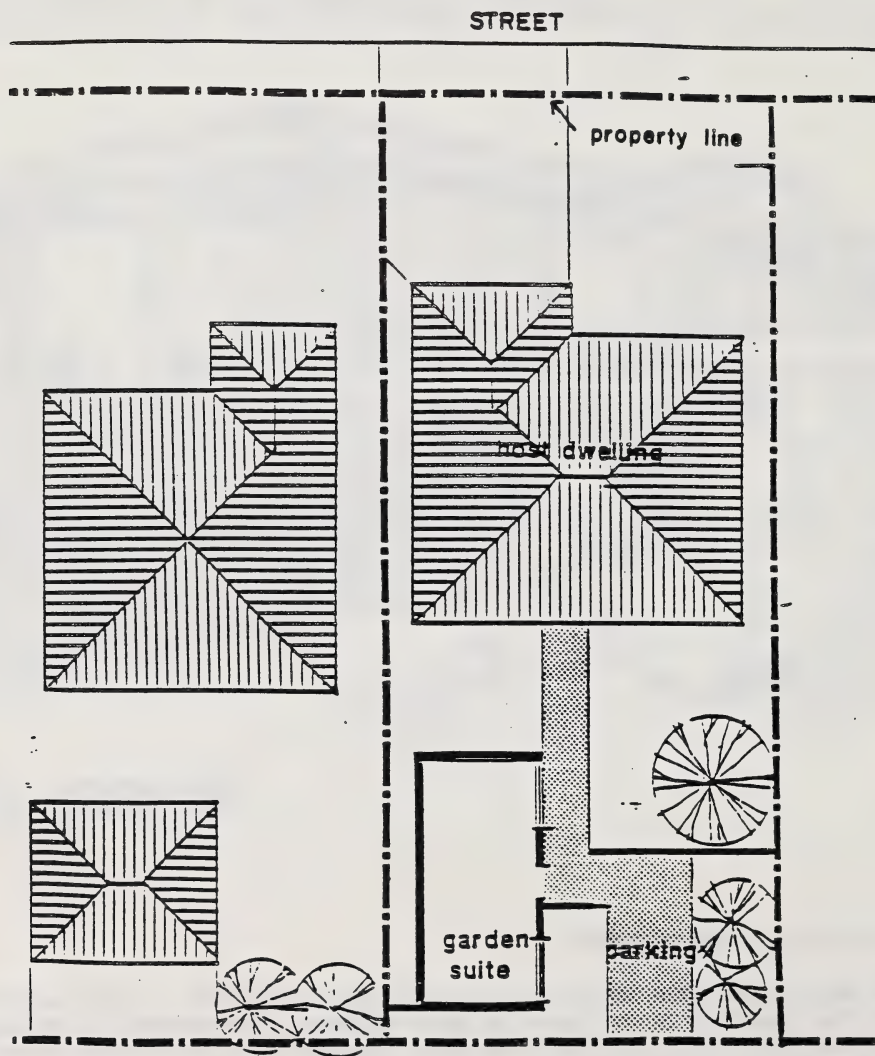 STREET
property line
host dwelling
garden
suite
parking